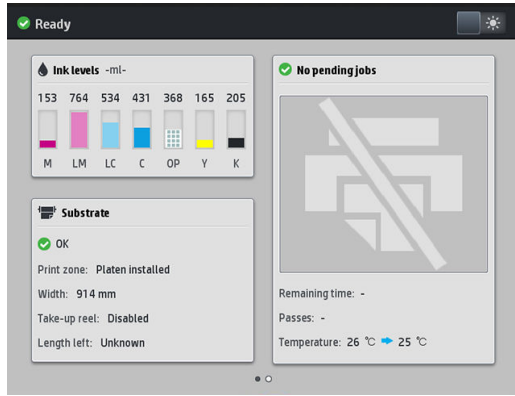 Ready
Ink levels -ml-
153 764 534 431 368 165 205
M LM LC C OP Y K
Substrate
OK
Print zone: Platen installed
Width: 914 mm
Take-up reel: Disabled
Length left: Unknown
No pending jobs
Remaining time: -
Passes: -
Temperature: 26 °C 25 °C